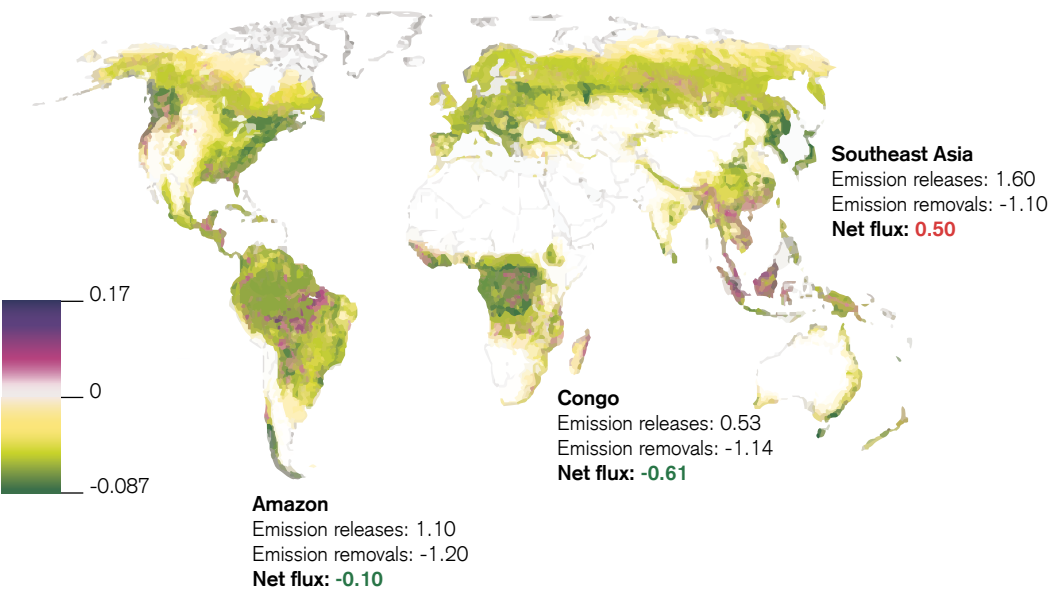 Southeast Asia
Emission releases: 1.60
Emission removals: -1.10
Net flux: 0.50
0.17
0
-0.087
Congo
Emission releases: 0.53
Emission removals: -1.14
Net flux: -0.61
Amazon
Emission releases: 1.10
Emission removals: -1.20
Net flux: -0.10